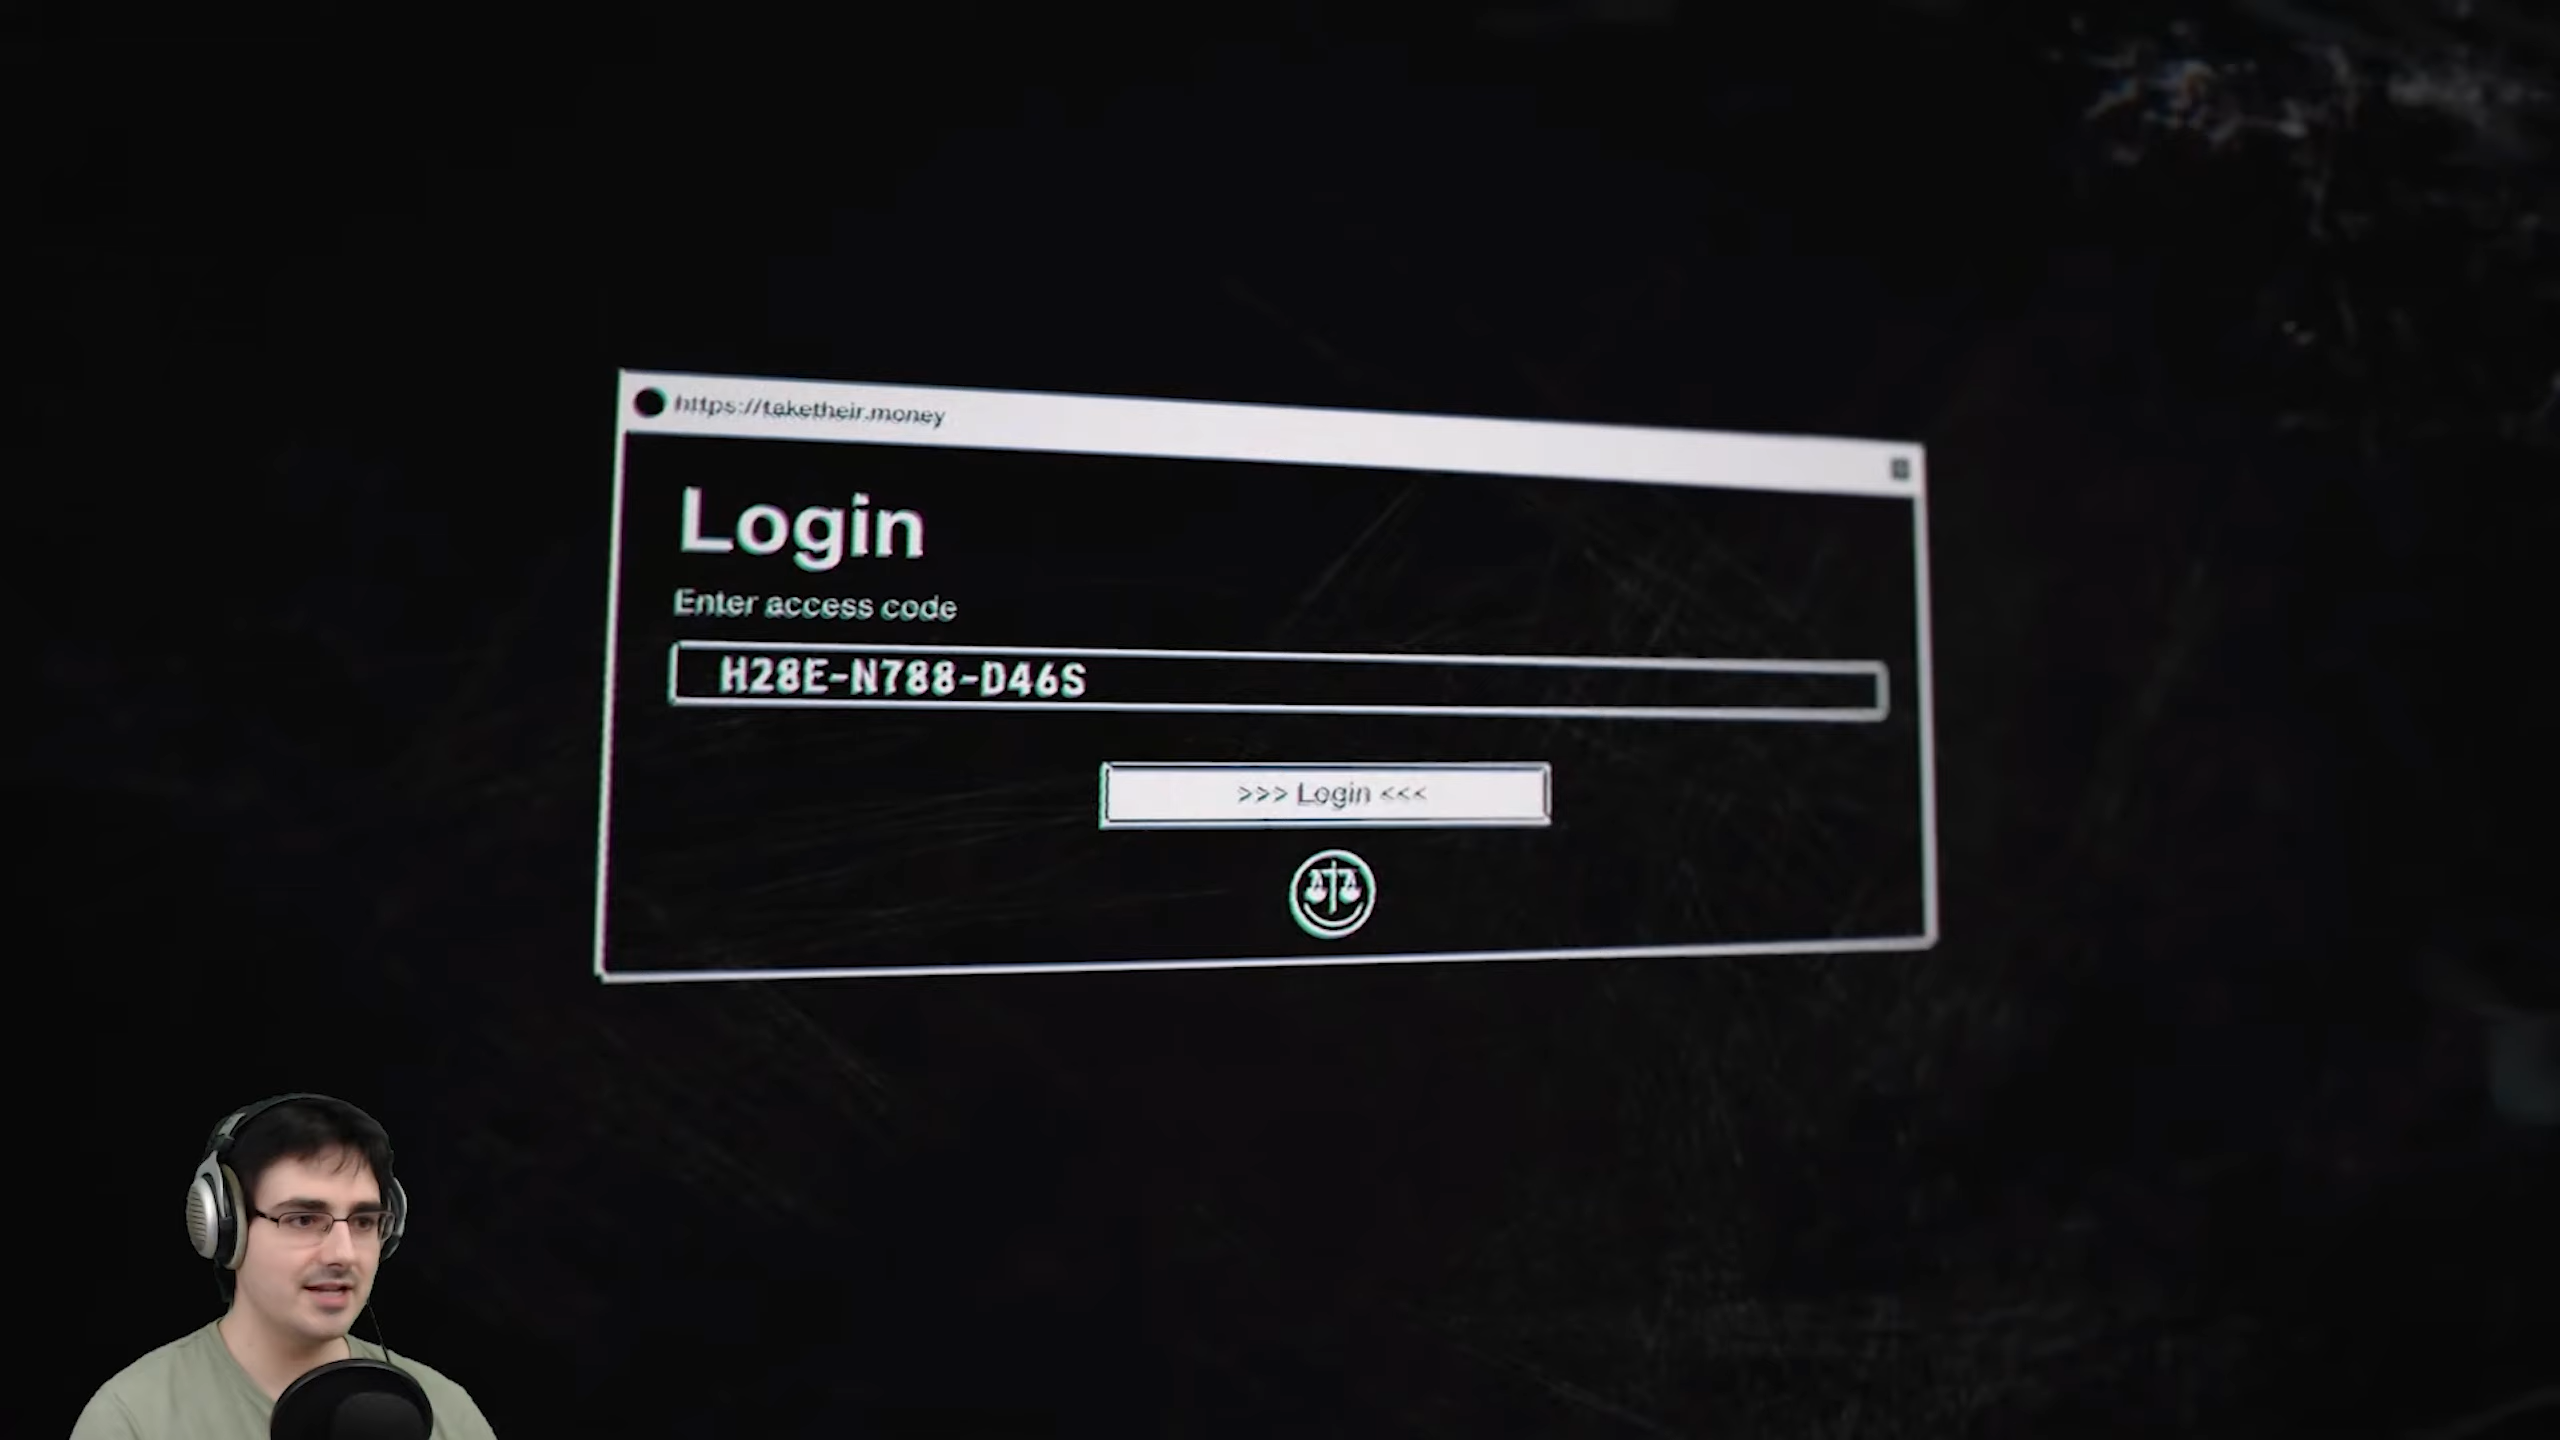 https://taketheir.money
Login
Enter access code
H28E-N788-D46S
>>> Login <<<